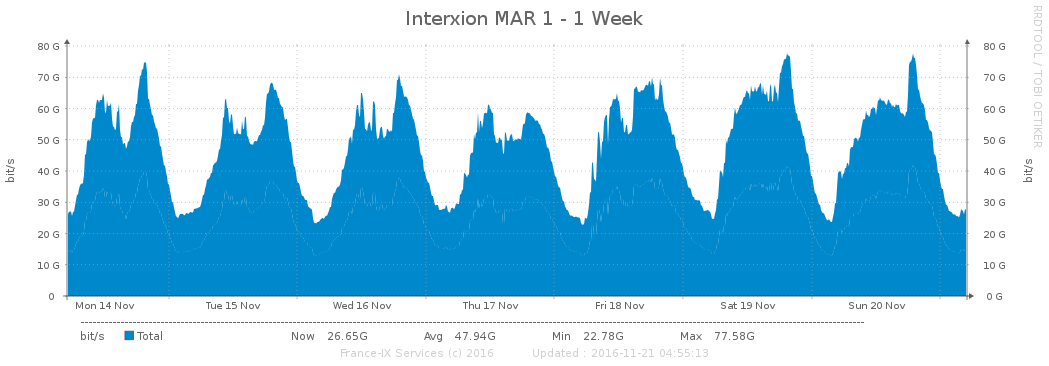 Interxion MAR 1 - 1 Week
RRDTOOL / TOBI OETIKER
bit/s
80 G 80 G
70 G 70 G
60 G 60 G
50 G 50 G
40 G 40 G
30 G 30 G
20 G 20 G
10 G 10 G
0 0 G
bit/s
Mon 14 Nov Tue 15 Nov Wed 16 Nov Thu 17 Nov Fri 18 Nov Sat 19 Nov Sun 20 Nov
bit/s Total Now 26.65G Avg 47.94G Min 22.78G Max 77.58G
France-IX Services (c) 2016 Updated : 2016-11-21 04:55:13